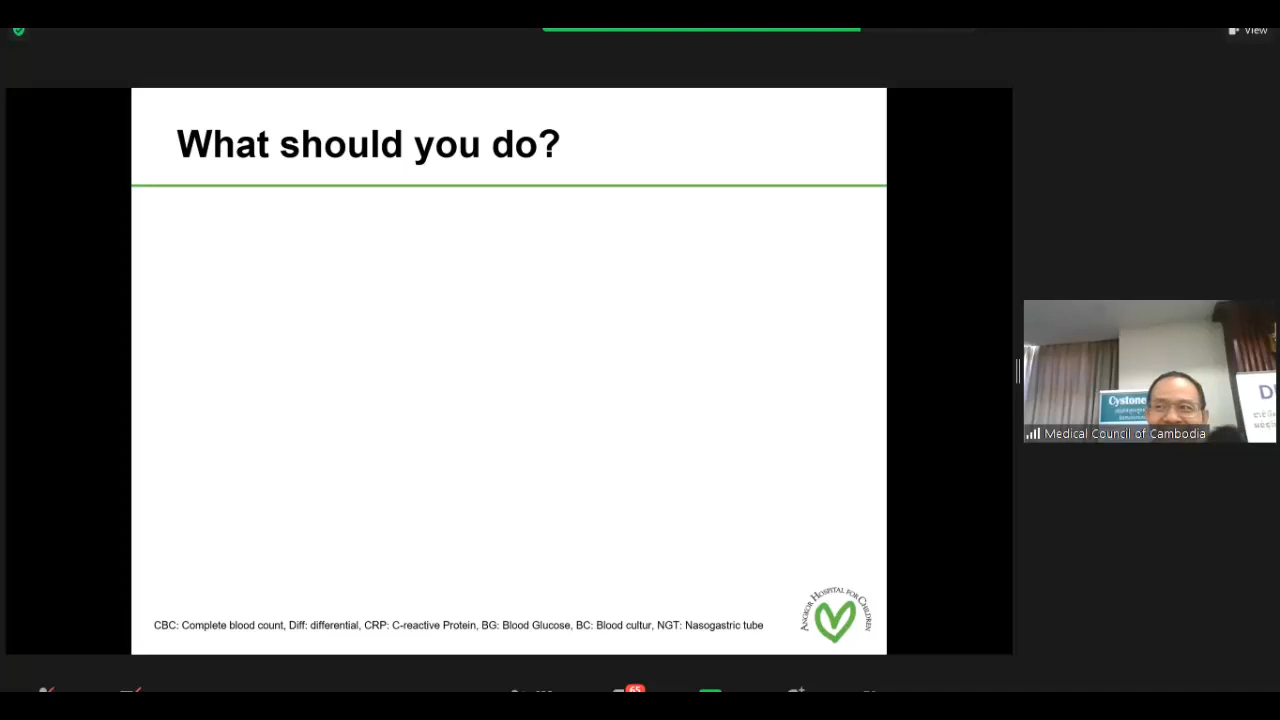 View
What should you do?
Cystone
Medical Council of Cambodia
CBC: Complete blood count, Diff: differential, CRP: C-reactive Protein, BG: Blood Glucose, BC: Blood cultur, NGT: Nasogastric tube
ANGKOR HOSPITAL FOR CHILDREN
65